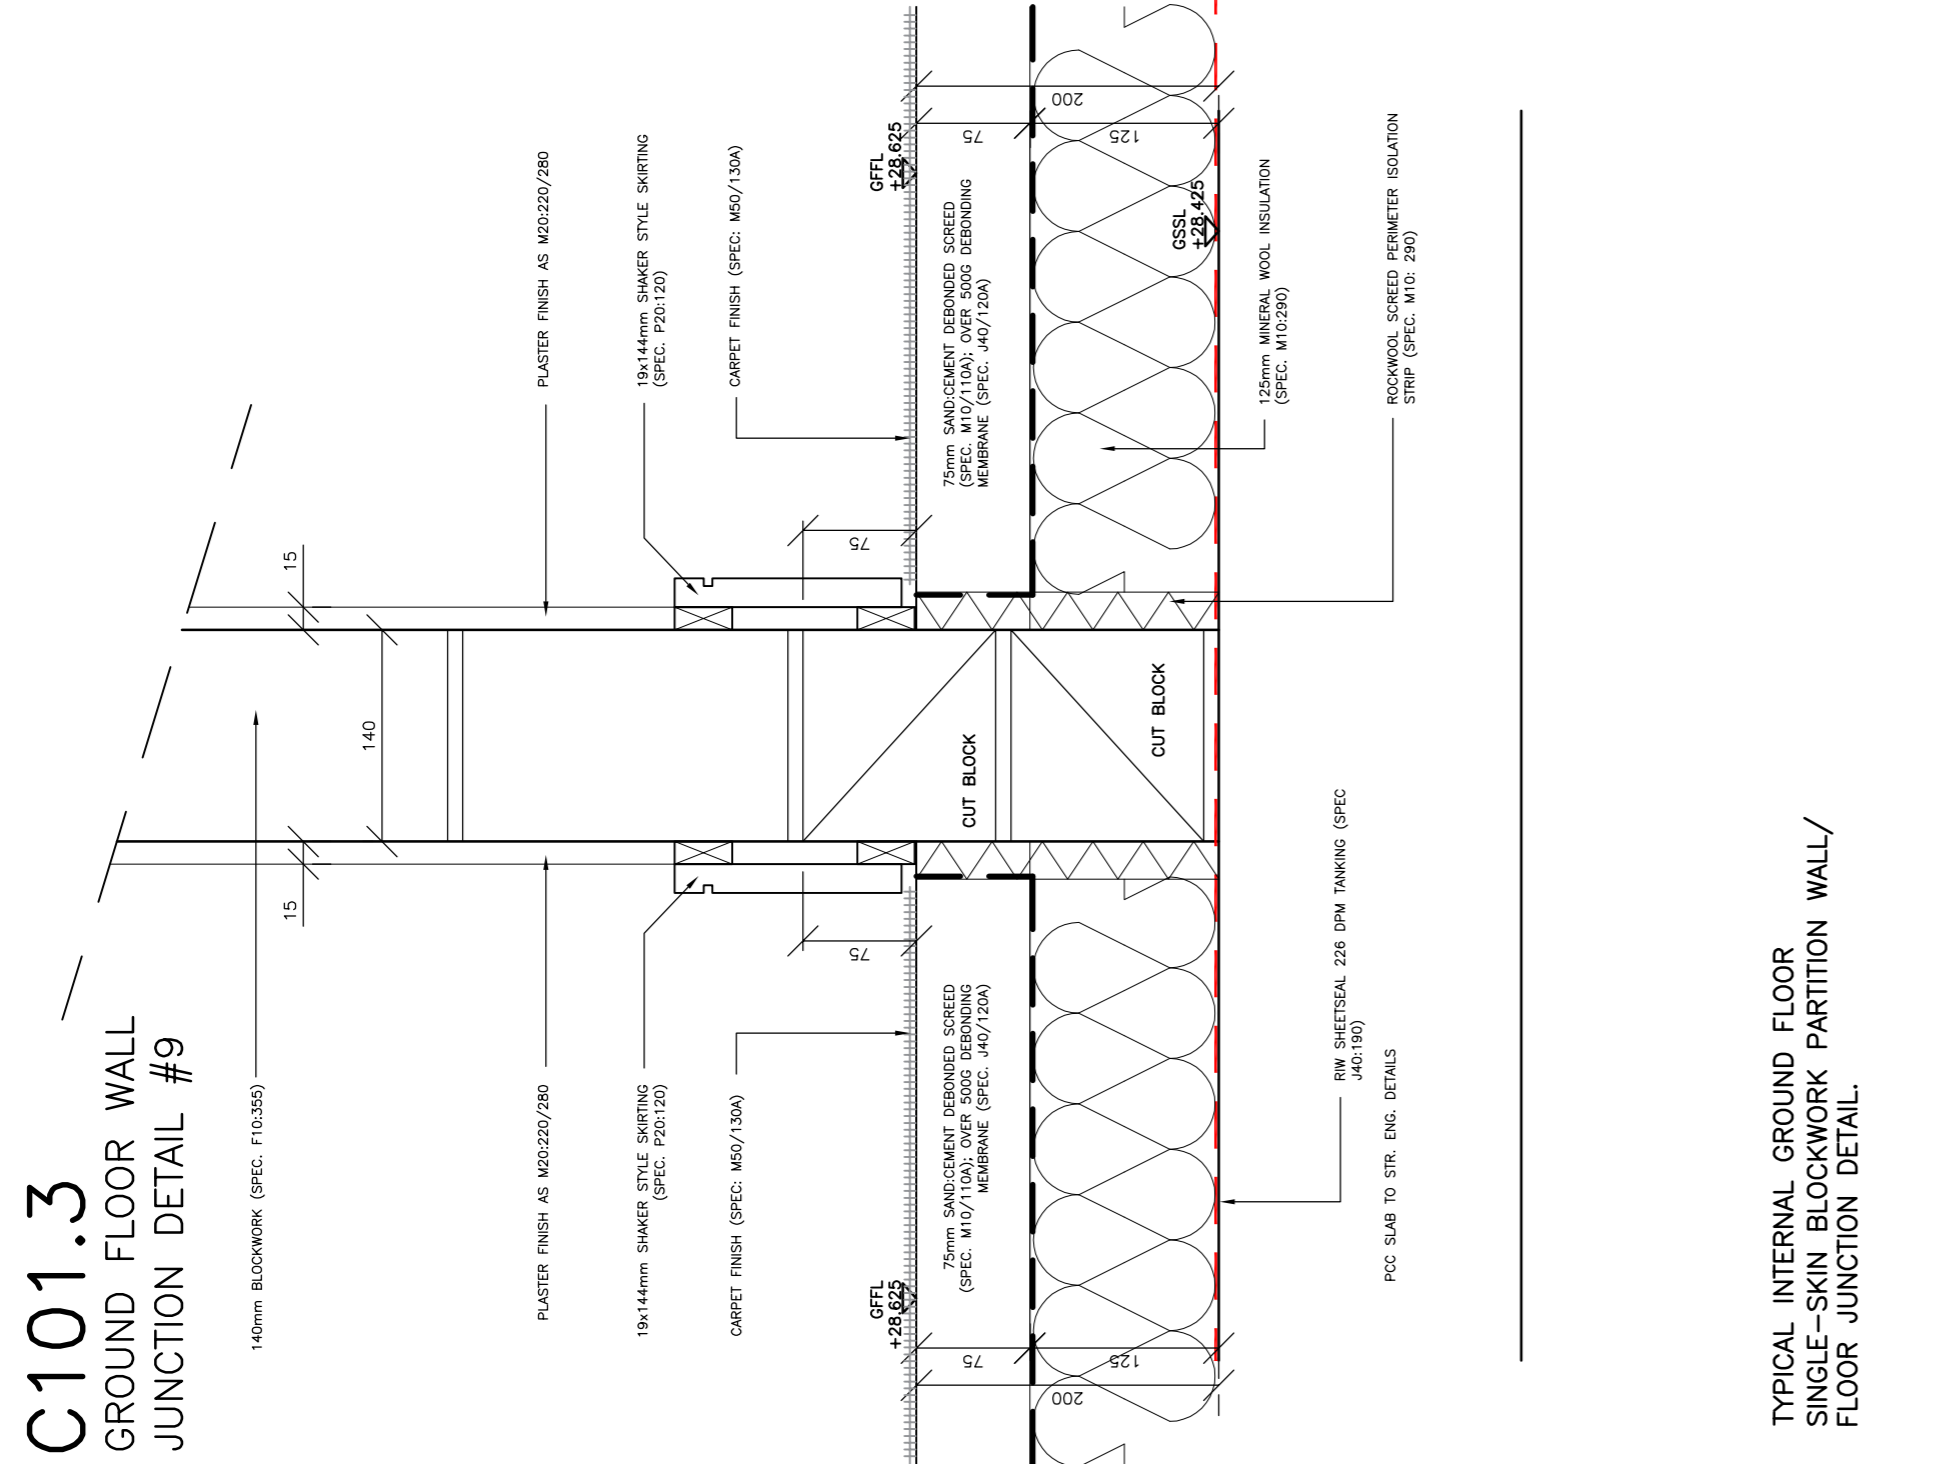 C101.3
GROUND FLOOR WALL
JUNCTION DETAIL #9
140mm BLOCKWORK (SPEC. F10:355)
15
15
140
PLASTER FINISH AS M20:220/280
PLASTER FINISH AS M20:220/280
19x144mm SHAKER STYLE SKIRTING
(SPEC. P20:120)
19x144mm SHAKER STYLE SKIRTING
(SPEC. P20:120)
CARPET FINISH (SPEC: M50/130A)
CARPET FINISH (SPEC: M50/130A)
75
75
GFFL
+28.625
GFFL
+28.625
75mm SAND:CEMENT DEBONDED SCREED
(SPEC. M10/110A); OVER 500G DEBONDING
MEMBRANE (SPEC. J40/120A)
CUT BLOCK
75mm SAND:CEMENT DEBONDED SCREED
(SPEC. M10/110A); OVER 500G DEBONDING
MEMBRANE (SPEC. J40/120A)
75
75
200
200
125
125
CUT BLOCK
GSSL
+28.425
125mm MINERAL WOOL INSULATION
(SPEC. M10:290)
RIW SHEETSEAL 226 DPM TANKING (SPEC
J40:190)
PCC SLAB TO STR. ENG. DETAILS
ROCKWOOL SCREED PERIMETER ISOLATION
STRIP (SPEC. M10: 290)
TYPICAL INTERNAL GROUND FLOOR
SINGLE-SKIN BLOCKWORK PARTITION WALL/
FLOOR JUNCTION DETAIL.